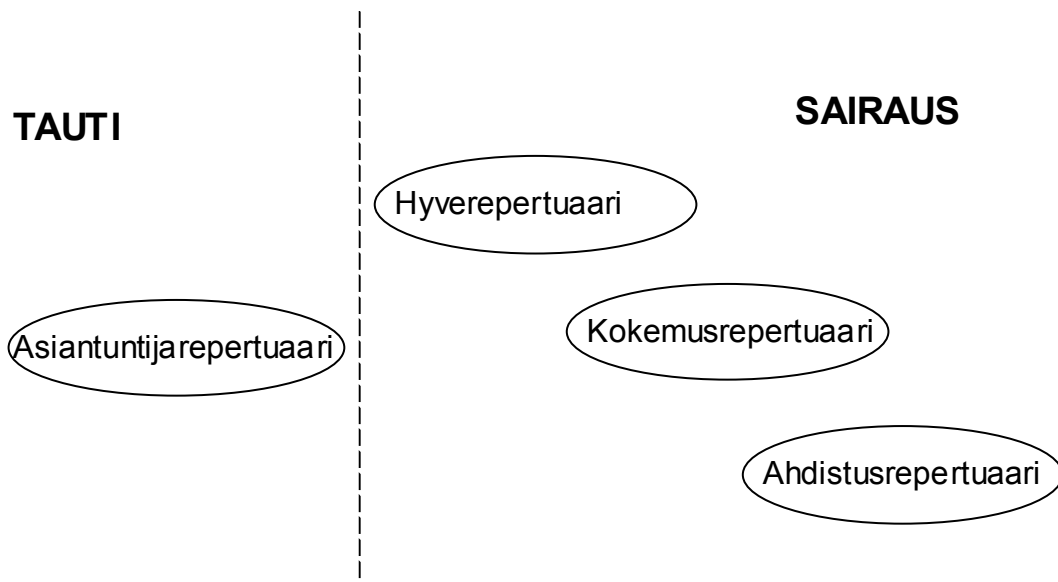 TAUTI
SAIRAUS
Hyverepertuaari
Asiantuntijarepertuaari
Kokemusrepertuaari
Ahdistusrepertuaari